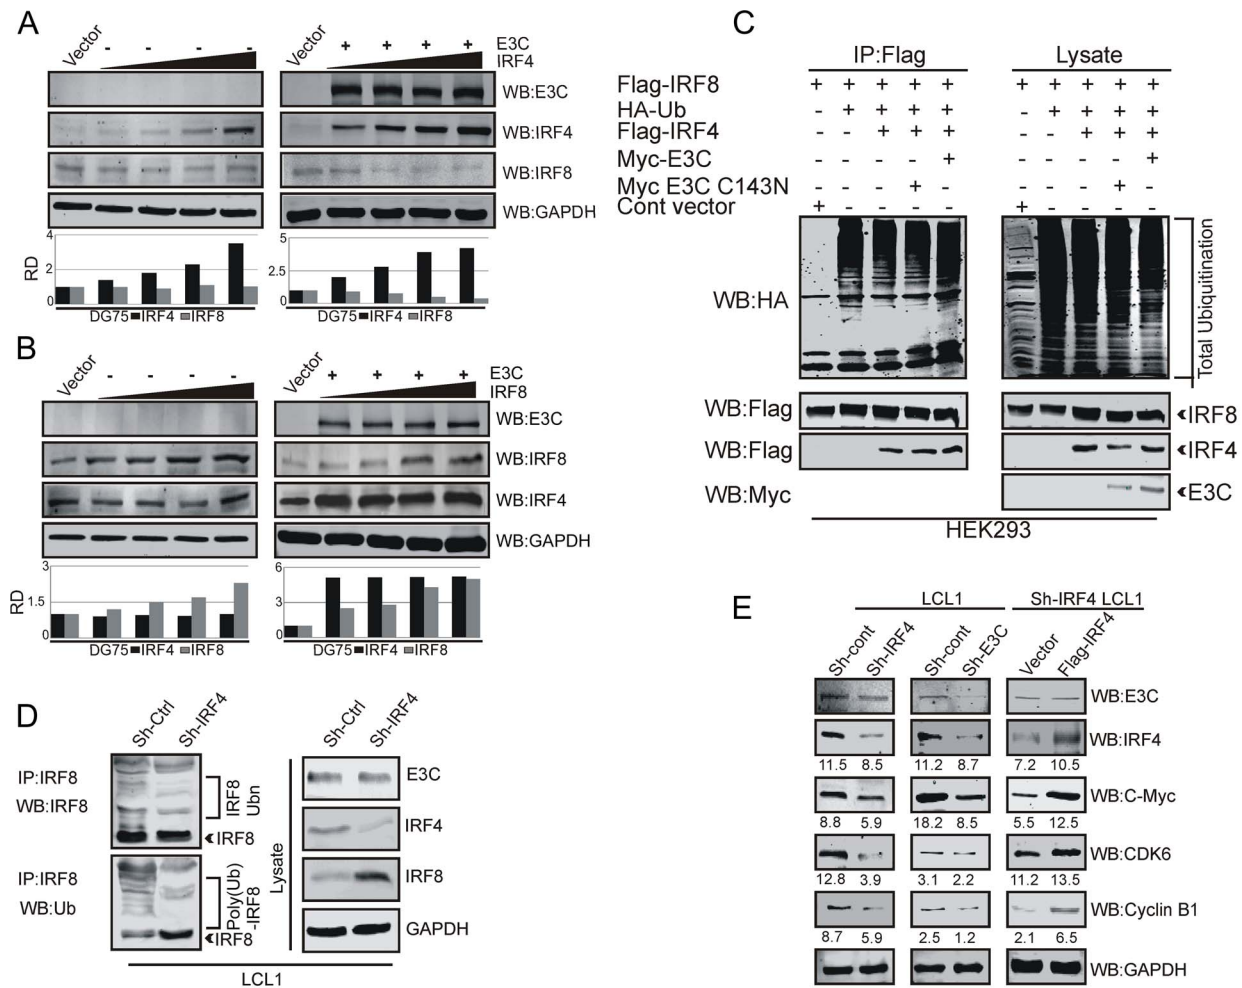 A
Vector - - - -
Vector + + + + E3C
IRF4
WB:E3C
WB:IRF4
WB:IRF8
WB:GAPDH
RD
4
2
0
5
2.5
0
DG75 IRF4 IRF8
DG75 IRF4 IRF8
B
Vector - - - -
Vector + + + + E3C
IRF8
WB:E3C
WB:IRF8
WB:IRF4
WB:GAPDH
RD
3
1.5
0
6
3
0
DG75 IRF4 IRF8
DG75 IRF4 IRF8
C
IP:Flag Lysate
Flag-IRF8 + + + + + + + + + +
HA-Ub - + + + + - + + + +
Flag-IRF4 - - + + + - - + + +
Myc-E3C - - - - + - - - - +
Myc E3C C143N - - - + - - - - + -
Cont vector + - - - - + - - - -
WB:HA
Total Ubiquitination
WB:Flag IRF8
WB:Flag IRF4
WB:Myc E3C
HEK293
D
Sh-Ctrl Sh-IRF4 Sh-Ctrl Sh-IRF4
IP:IRF8
WB:IRF8
IRF8
Ubn
IRF8
IP:IRF8
WB:Ub
Poly(Ub)
-IRF8
IRF8
Lysate
E3C
IRF4
IRF8
GAPDH
LCL1
E
LCL1 Sh-IRF4 LCL1
Sh-cont Sh-IRF4 Sh-cont Sh-E3C Vector Flag-IRF4
WB:E3C
WB:IRF4
11.5 8.5 11.2 8.7 7.2 10.5
WB:C-Myc
8.8 5.9 18.2 8.5 5.5 12.5
WB:CDK6
12.8 3.9 3.1 2.2 11.2 13.5
WB:Cyclin B1
8.7 5.9 2.5 1.2 2.1 6.5
WB:GAPDH